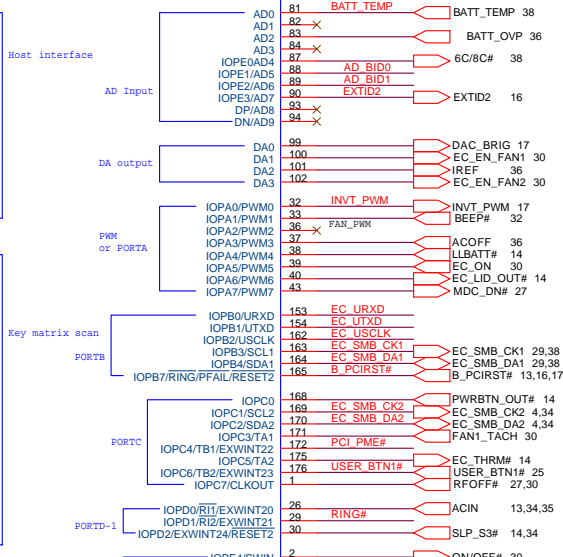 AD0 81 BATT_TEMP BATT_TEMP 38
AD1 82
AD2 83 BATT_OVP 36
AD3 84
Host interface
IOPE0AD4 87 6C/8C# 38
IOPE1/AD5 88 AD_BID0
AD Input IOPE2/AD6 89 AD_BID1
IOPE3/AD7 90 EXTID2 EXTID2 16
DP/AD8 93
DN/AD9 94
DA0 99 DAC_BRIG 17
DA output DA1 100 EC_EN_FAN1 30
DA2 101 IREF 36
DA3 102 EC_EN_FAN2 30
IOPA0/PWM0 32 INVT_PWM INVT_PWM 17
IOPA1/PWM1 33 BEEP# 32
PWM IOPA2/PWM2 36 FAN_PWM
or PORTA IOPA3/PWM3 37 ACOFF 36
IOPA4/PWM4 38 LLBATT# 14
IOPA5/PWM5 39 EC_ON 30
IOPA6/PWM6 40 EC_LID_OUT# 14
IOPA7/PWM7 43 MDC_DN# 27
IOPB0/URXD 153 EC_URXD
IOPB1/UTXD 154 EC_UTXD
Key matrix scan IOPB2/USCLK 162 EC_USCLK
IOPB3/SCL1 163 EC_SMB_CK1 EC_SMB_CK1 29,38
PORTB IOPB4/SDA1 164 EC_SMB_DA1 EC_SMB_DA1 29,38
IOPB7/RING/PFAIL/RESET2 165 B_PCIRST# B_PCIRST# 13,16,17
IOPC0 168 PWRBTN_OUT# 14
IOPC1/SCL2 169 EC_SMB_CK2 EC_SMB_CK2 4,34
IOPC2/SDA2 170 EC_SMB_DA2 EC_SMB_DA2 4,34
PORTC IOPC3/TA1 171 FAN1_TACH 30
IOPC4/TB1/EXWINT22 172 PCI_PME#
IOPC5/TA2 175 EC_THRM# 14
IOPC6/TB2/EXWINT23 176 USER_BTN1# USER_BTN1# 25
IOPC7/CLKOUT 1 RFOFF# 27,30
IOPD0/RI1/EXWINT20 26 ACIN 13,34,35
PORTD-1 IOPD1/RI2/EXWINT21 29 RING#
IOPD2/EXWINT24/RESET2 30 SLP_S3# 14,34
IOPE4/SWIN 2 ON/OFF# 30